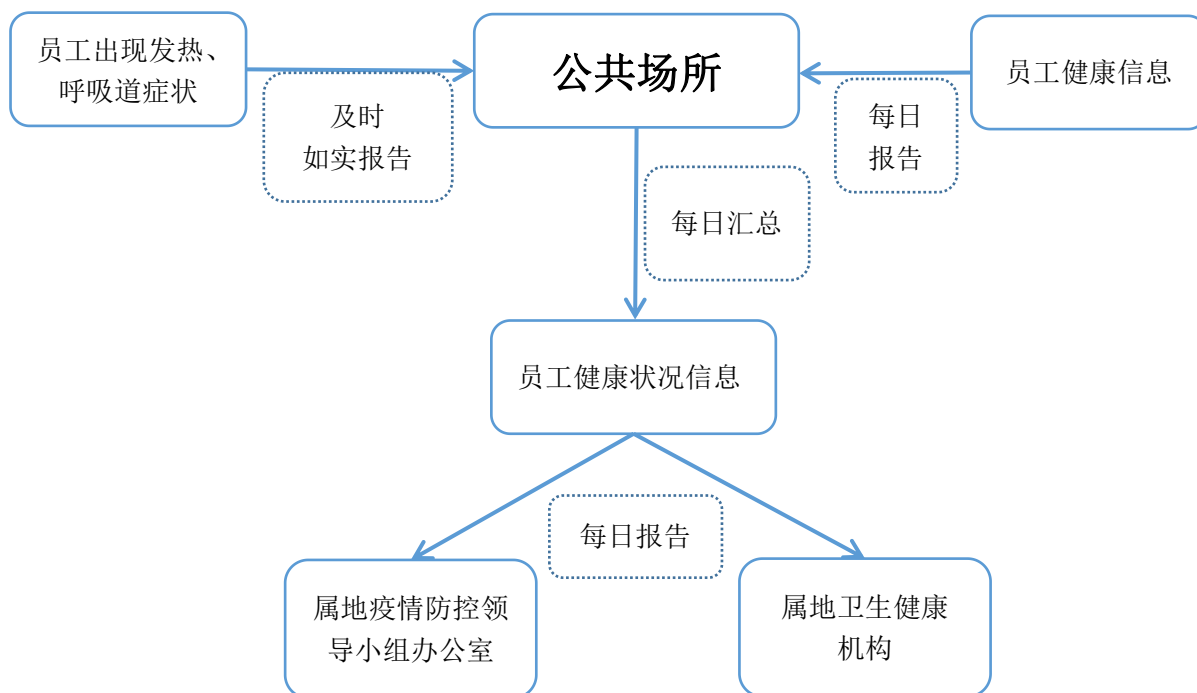 员工出现发热、
呼吸道症状
公共场所
员工健康信息
及时
如实报告
每日
报告
每日汇总
员工健康状况信息
每日报告
属地疫情防控领
导小组办公室
属地卫生健康
机构